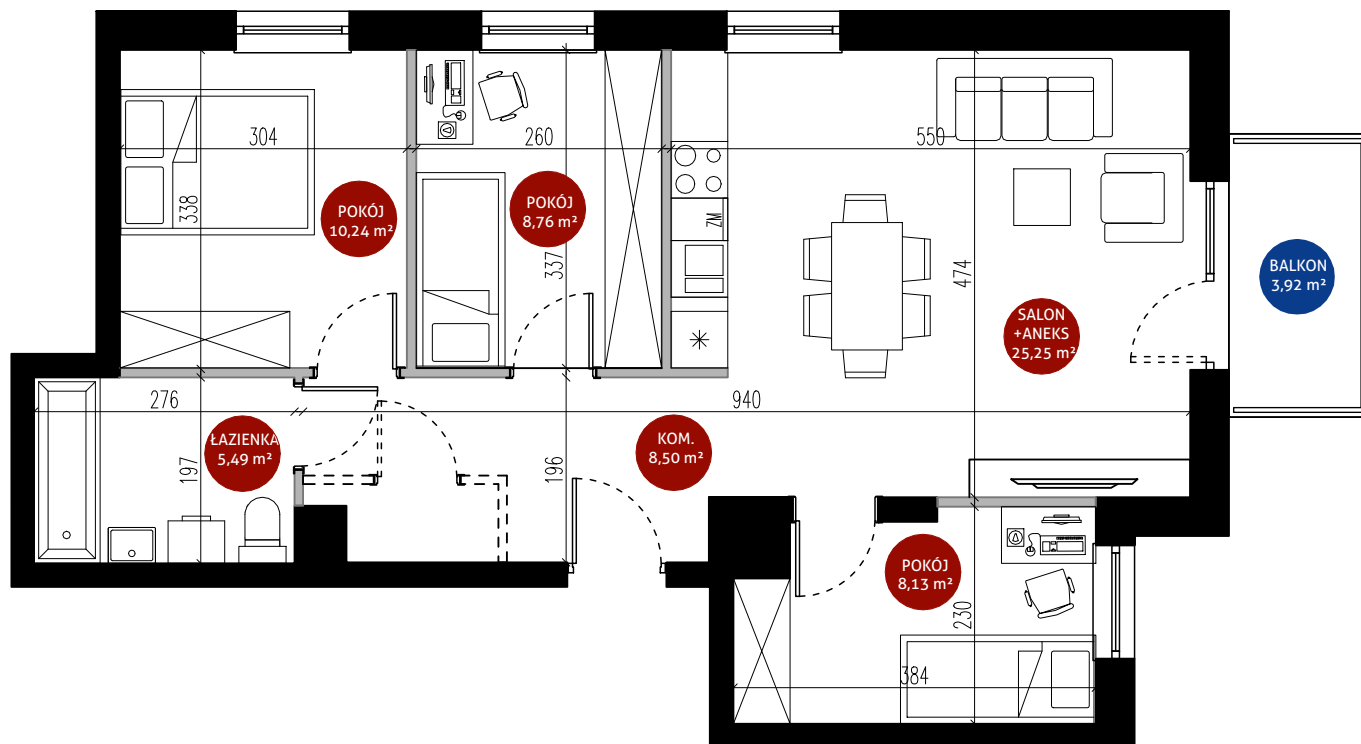 304
260
550
338
POKÓJ
10,24 m²
POKÓJ
8,76 m²
337
ZM
474
BALKON
3,92 m²
SALON
+ANEKS
25,25 m²
276
940
ŁAZIENKA
5,49 m²
197
196
KOM.
8,50 m²
POKÓJ
8,13 m²
230
384